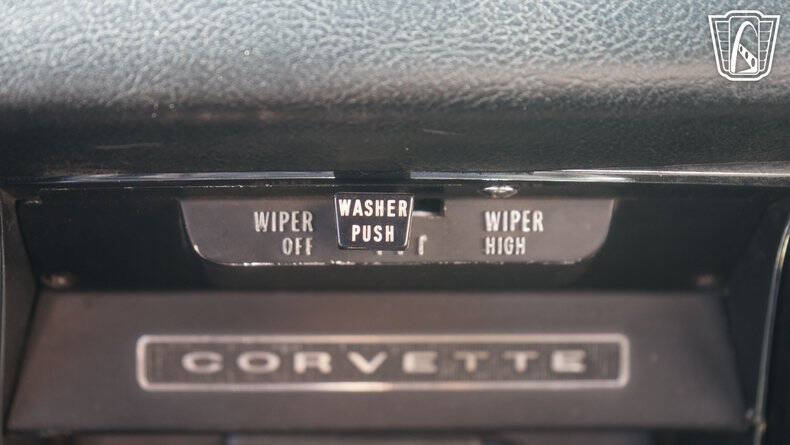 WIPER
OFF
WASHER
PUSH
WIPER
HIGH
CORVETTE